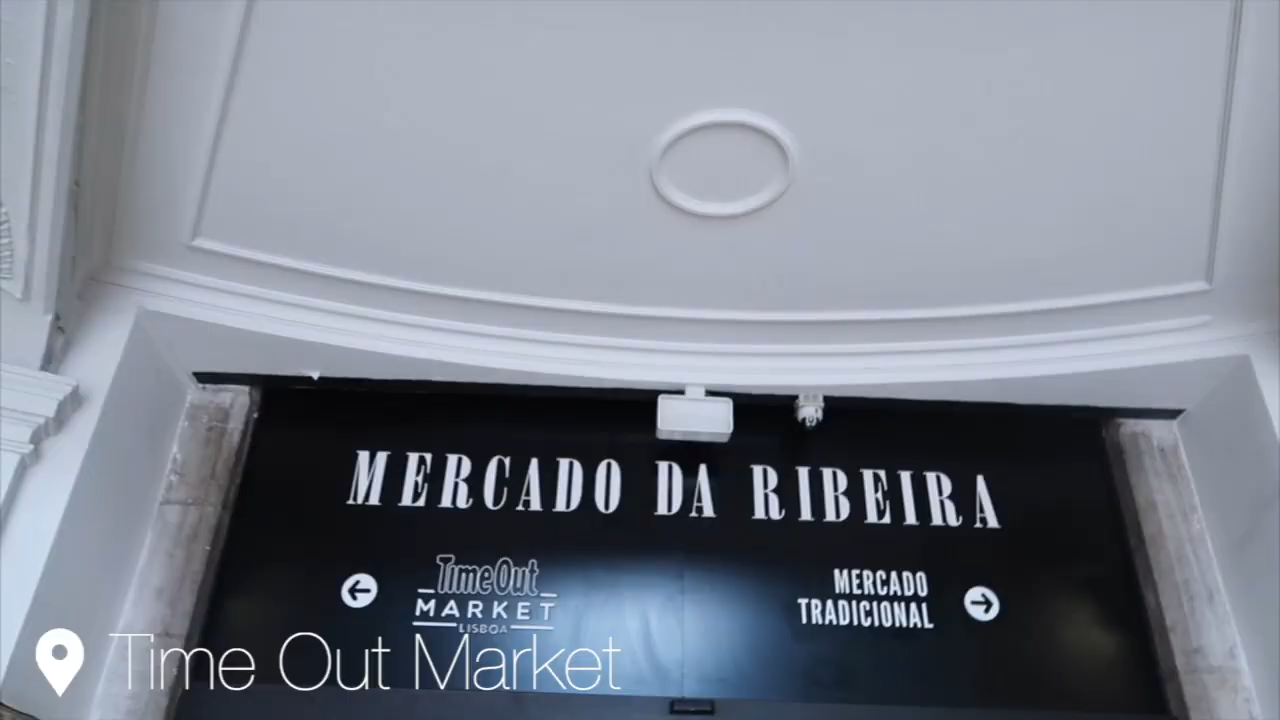 MERCADO DA RIBEIRA
TimeOut
MARKET
LISBOA
MERCADO
TRADICIONAL
Time Out Market